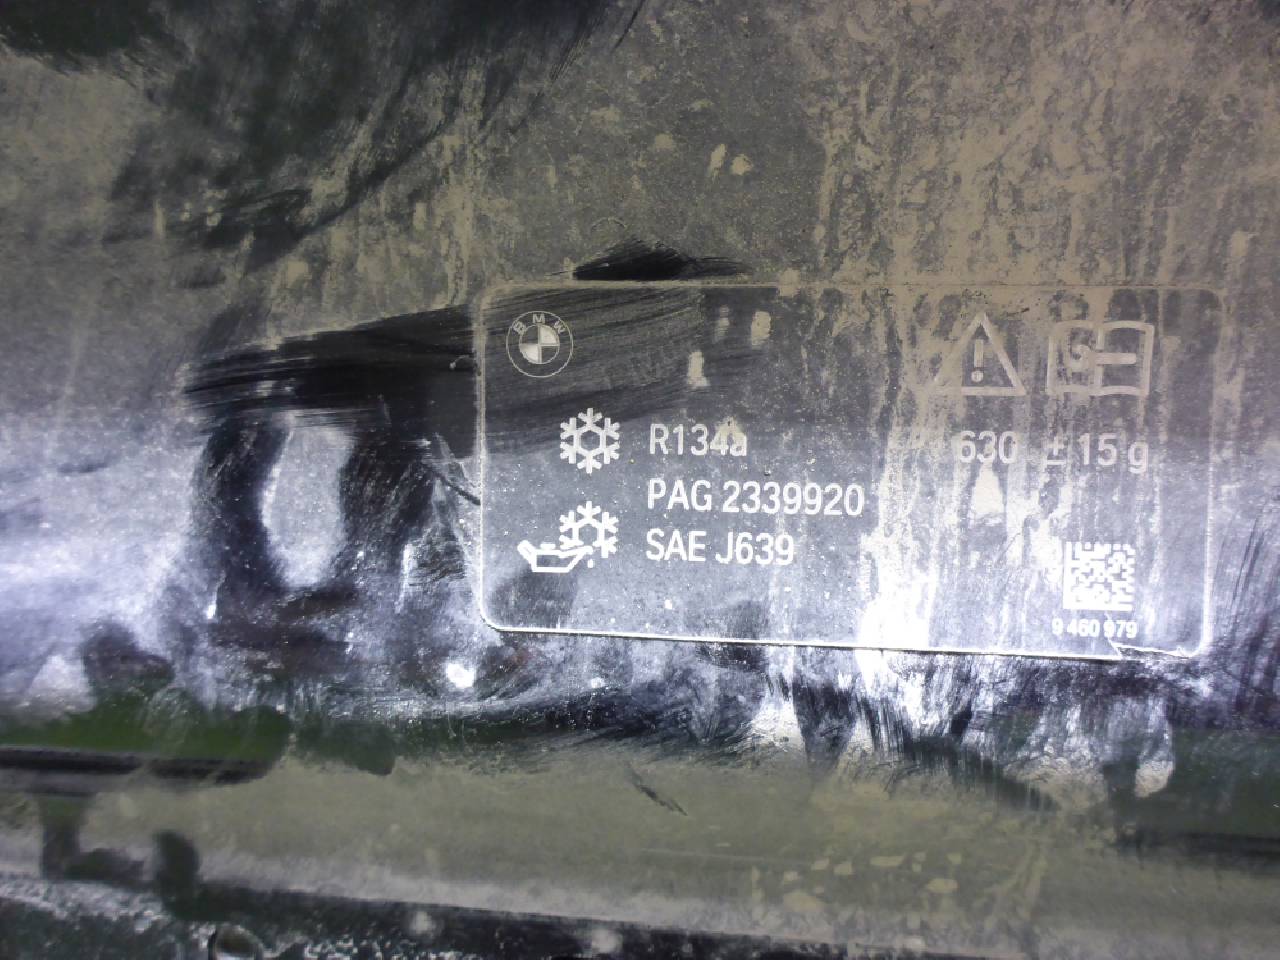 BMW
R134a 630 ± 15 g
PAG 2339920
SAE J639
9 460 979